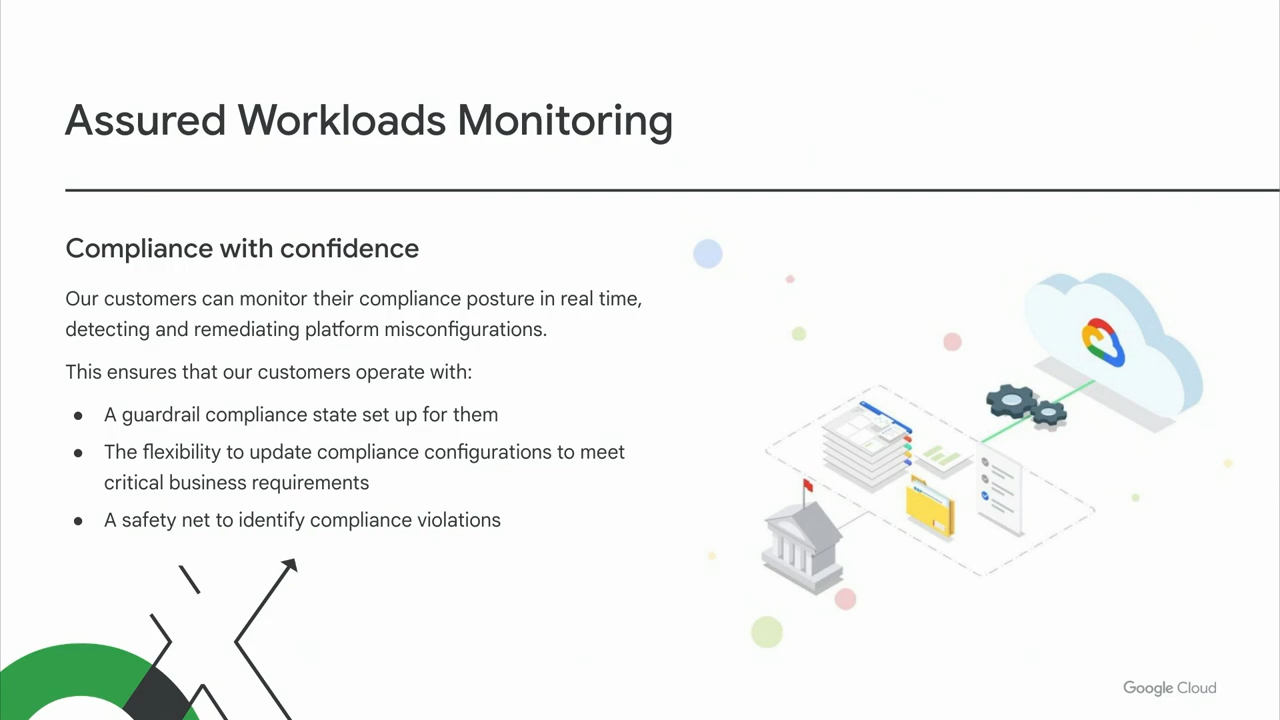 Assured Workloads Monitoring
Compliance with confidence
Our customers can monitor their compliance posture in real time,
detecting and remediating platform misconfigurations.
This ensures that our customers operate with:
● A guardrail compliance state set up for them
● The flexibility to update compliance configurations to meet
critical business requirements
● A safety net to identify compliance violations
Google Cloud